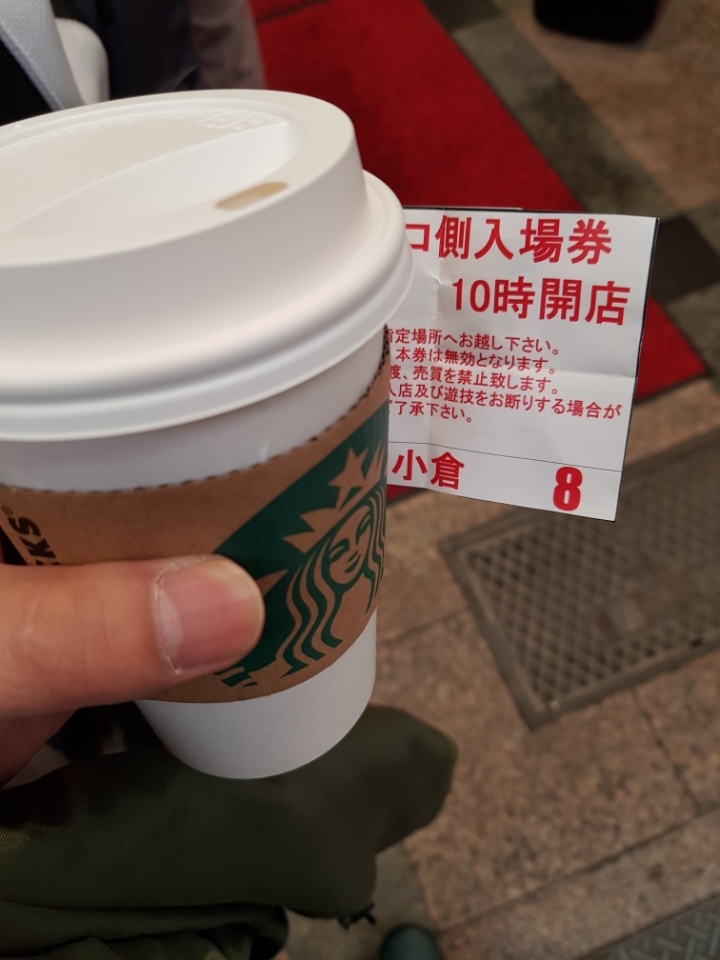 CKS
口側入場券
10時開店
指定場所へお越し下さい。
本券は無効となります。
渡、売買を禁止致します。
入店及び遊技をお断りする場合が
了承下さい。
小倉 8